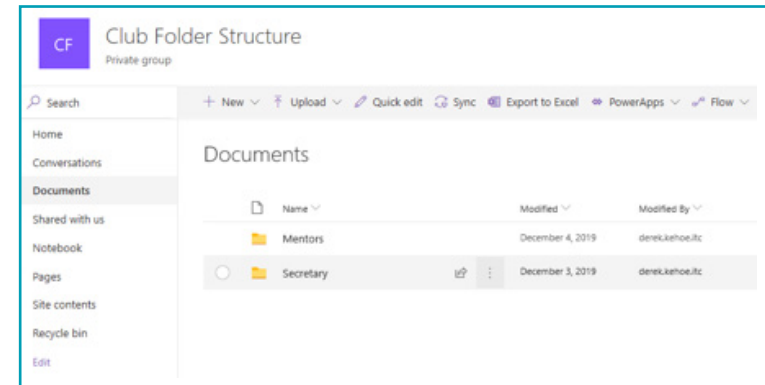 CF
Club Folder Structure
Private group
Search
+ New Upload Quick edit Sync Export to Excel PowerApps Flow
Home
Conversations
Documents
Shared with us
Notebook
Pages
Site contents
Recycle bin
Edit
Documents
Name Modified Modified By
Mentors December 4, 2019 derek.kehoe.itc
Secretary December 3, 2019 derek.kehoe.itc